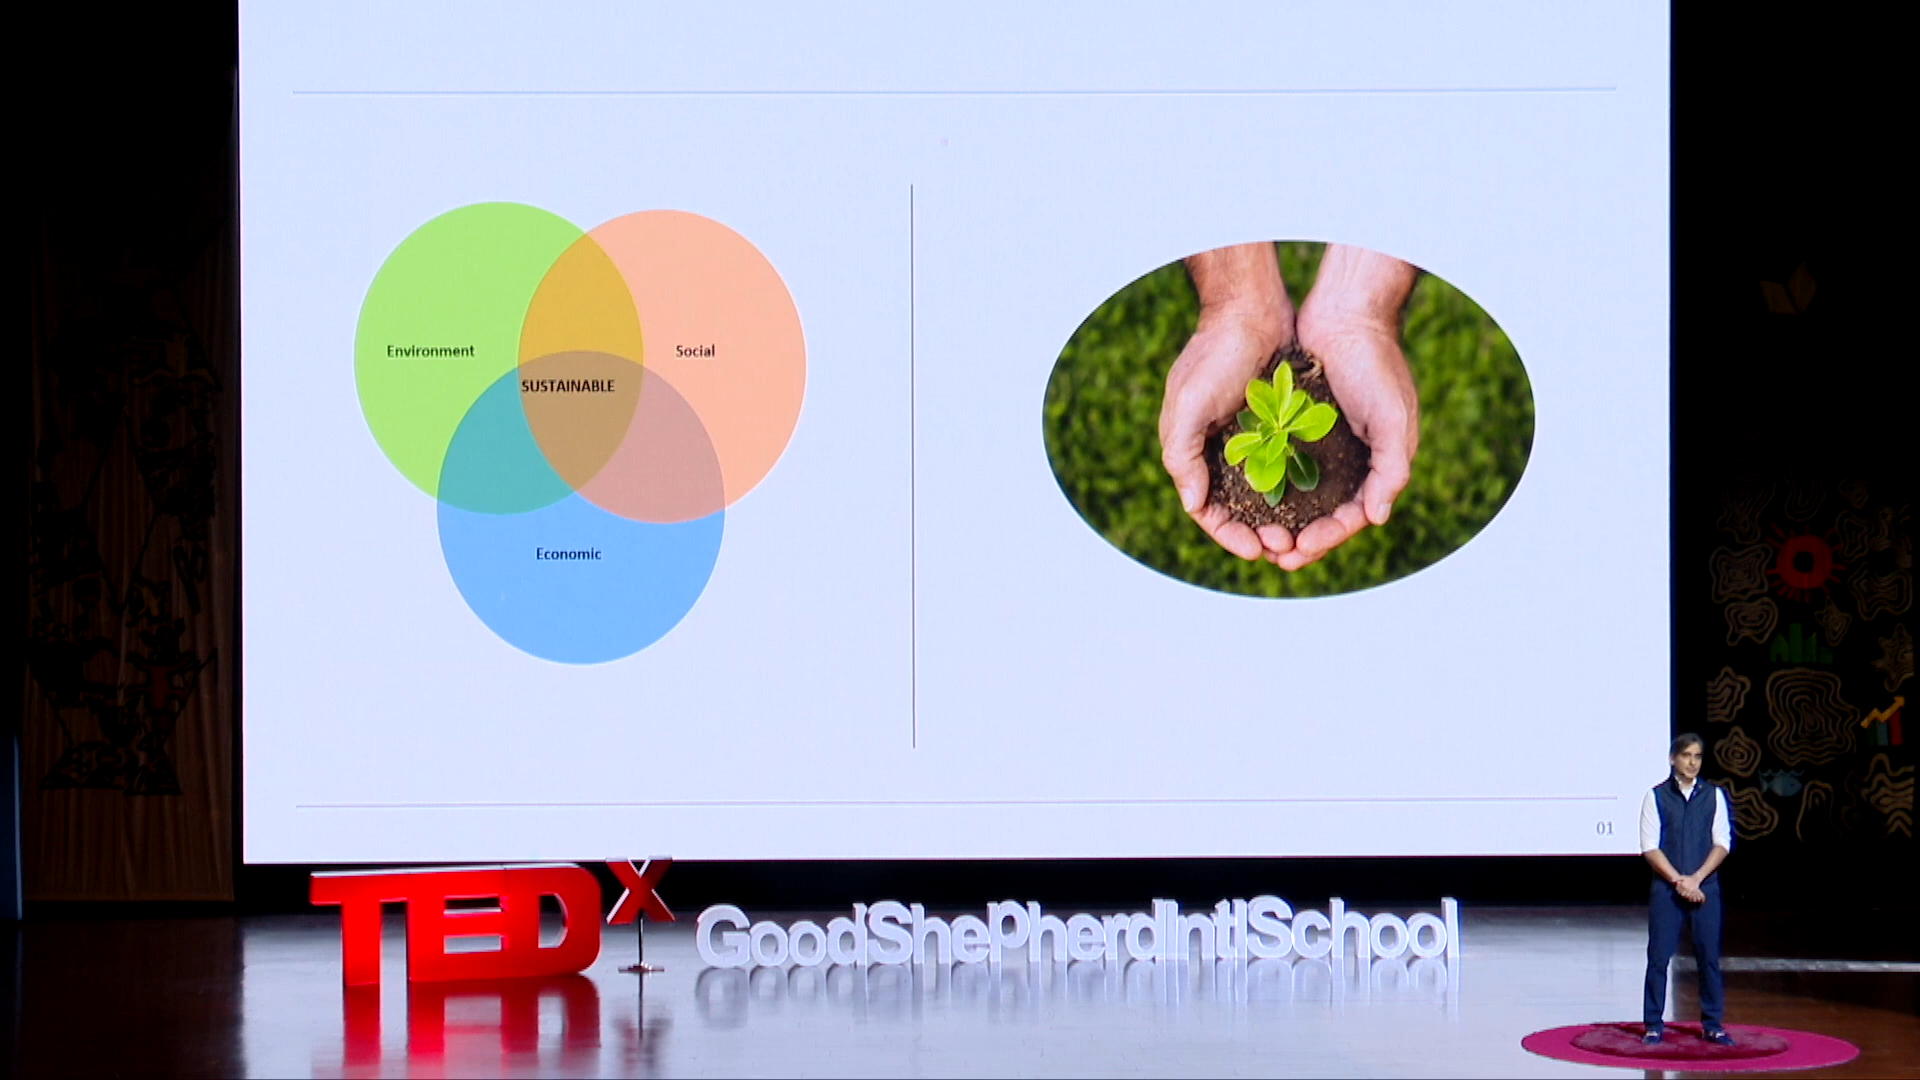 Environment
Social
SUSTAINABLE
Economic
01
TEDx
GoodShePherdIntlSchool